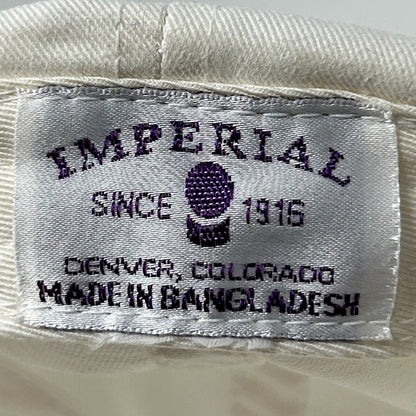 IMPERIAL
SINCE 1916
DENVER, COLORADO
MADE IN BANGLADESH